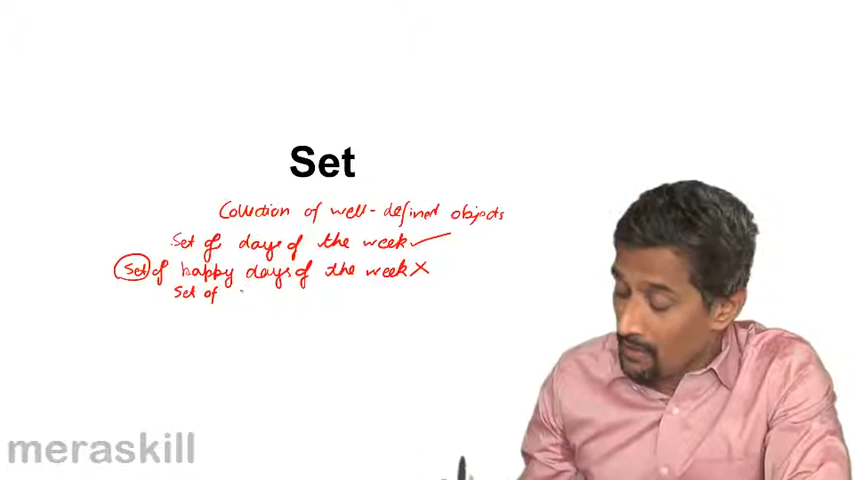 Set
Collection of well-defined objects
Set of days of the week
Set of happy days of the week
Set of
meraskill